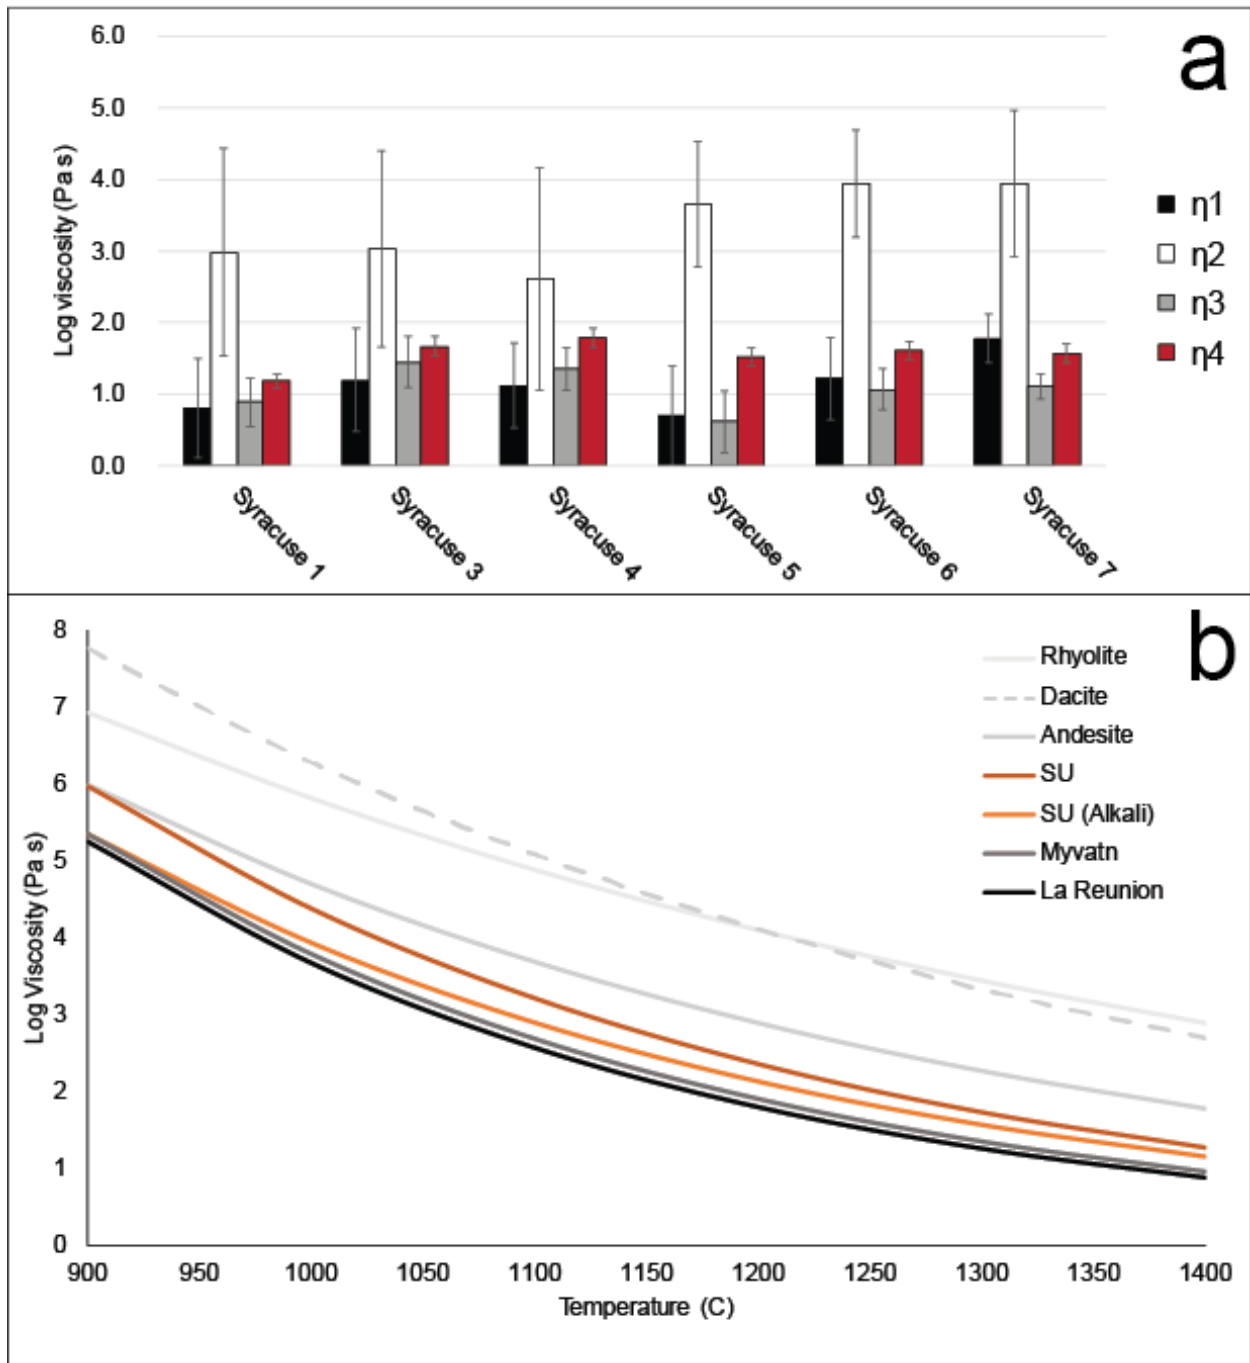 a
6.0
5.0
4.0
3.0
2.0
1.0
0.0
Log viscosity (Pa s)
Syracuse 1
Syracuse 3
Syracuse 4
Syracuse 5
Syracuse 6
Syracuse 7
η1
η2
η3
η4
b
8
7
6
5
4
3
2
1
0
Log Viscosity (Pa s)
Rhyolite
Dacite
Andesite
SU
SU (Alkali)
Myvatn
La Reunion
900 950 1000 1050 1100 1150 1200 1250 1300 1350 1400
Temperature (C)